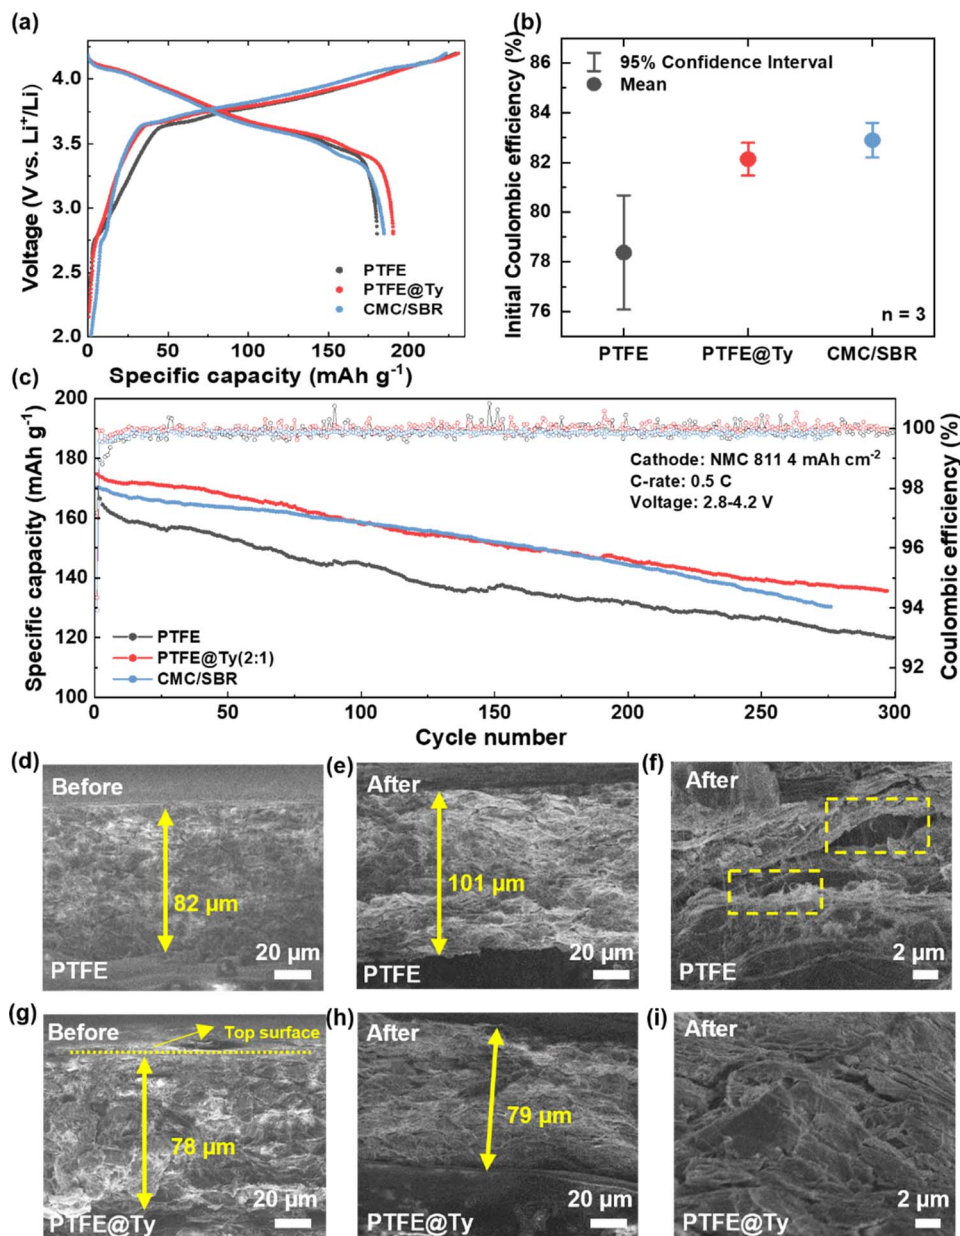 (a)
Voltage (V vs. Li⁺/Li)
4.0
3.5
3.0
2.5
2.0
0
50
100
150
200
Specific capacity (mAh g⁻¹)
PTFE
PTFE@Ty
CMC/SBR
(b)
Initial Coulombic efficiency (%)
86
84
82
80
78
76
95% Confidence Interval
Mean
n = 3
PTFE
PTFE@Ty
CMC/SBR
(c)
Specific capacity (mAh g⁻¹)
200
180
160
140
120
100
0
50
100
150
200
250
300
Cycle number
100
98
96
94
92
Coulombic efficiency (%)
Cathode: NMC 811 4 mAh cm⁻²
C-rate: 0.5 C
Voltage: 2.8-4.2 V
PTFE
PTFE@Ty(2:1)
CMC/SBR
(d)
Before
82 μm
20 μm
PTFE
(e)
After
101 μm
20 μm
PTFE
(f)
After
2 μm
PTFE
(g)
Before
Top surface
78 μm
20 μm
PTFE@Ty
(h)
After
79 μm
20 μm
PTFE@Ty
(i)
After
2 μm
PTFE@Ty